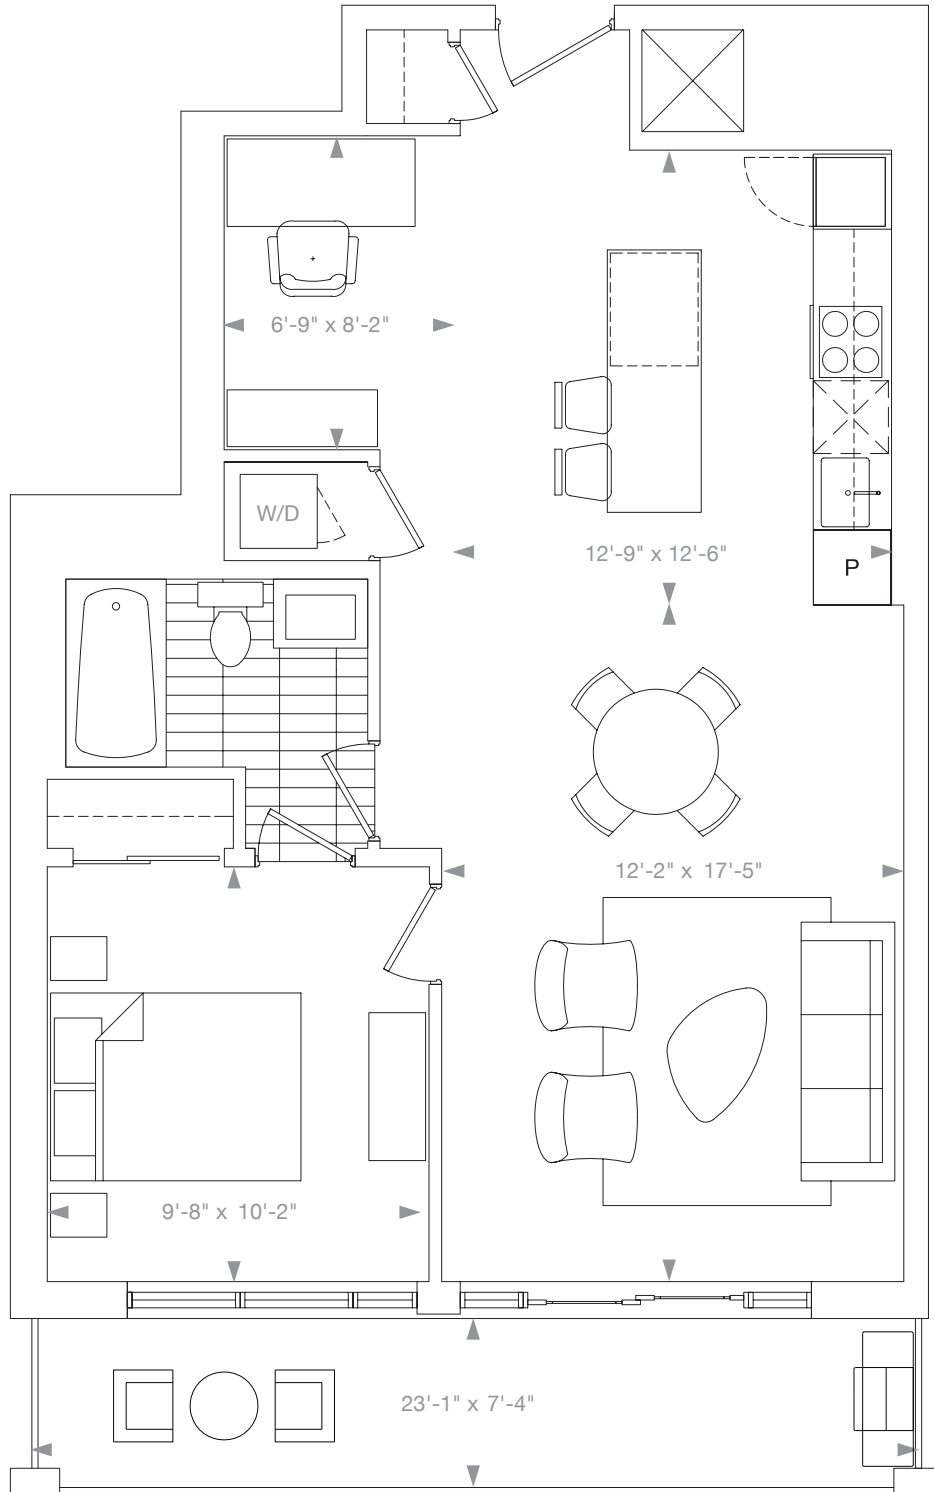 6'-9" x 8'-2"
W/D
12'-9" x 12'-6"
P
12'-2" x 17'-5"
9'-8" x 10'-2"
23'-1" x 7'-4"